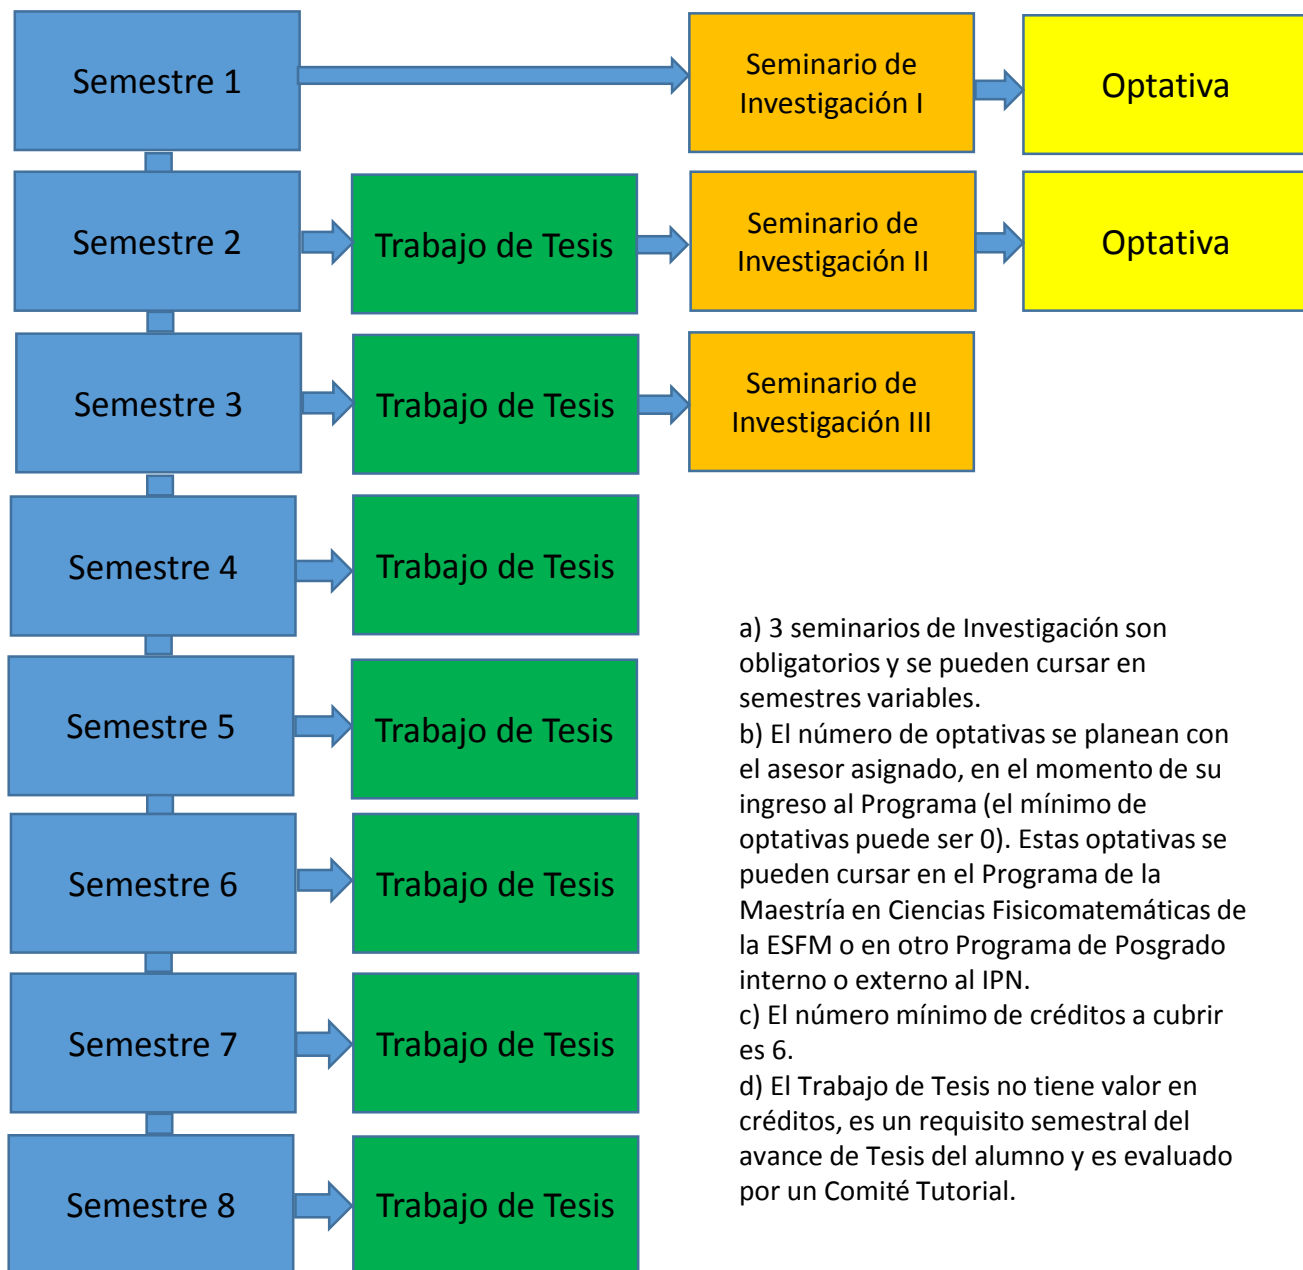 Semestre 1
Seminario de
Investigación I
Optativa
Semestre 2
Trabajo de Tesis
Seminario de
Investigación II
Optativa
Semestre 3
Trabajo de Tesis
Seminario de
Investigación III
Semestre 4
Trabajo de Tesis
Semestre 5
Trabajo de Tesis
Semestre 6
Trabajo de Tesis
Semestre 7
Trabajo de Tesis
Semestre 8
Trabajo de Tesis
a) 3 seminarios de Investigación son
obligatorios y se pueden cursar en
semestres variables.
b) El número de optativas se planean con
el asesor asignado, en el momento de su
ingreso al Programa (el mínimo de
optativas puede ser 0). Estas optativas se
pueden cursar en el Programa de la
Maestría en Ciencias Fisicomatemáticas de
la ESFM o en otro Programa de Posgrado
interno o externo al IPN.
c) El número mínimo de créditos a cubrir
es 6.
d) El Trabajo de Tesis no tiene valor en
créditos, es un requisito semestral del
avance de Tesis del alumno y es evaluado
por un Comité Tutorial.